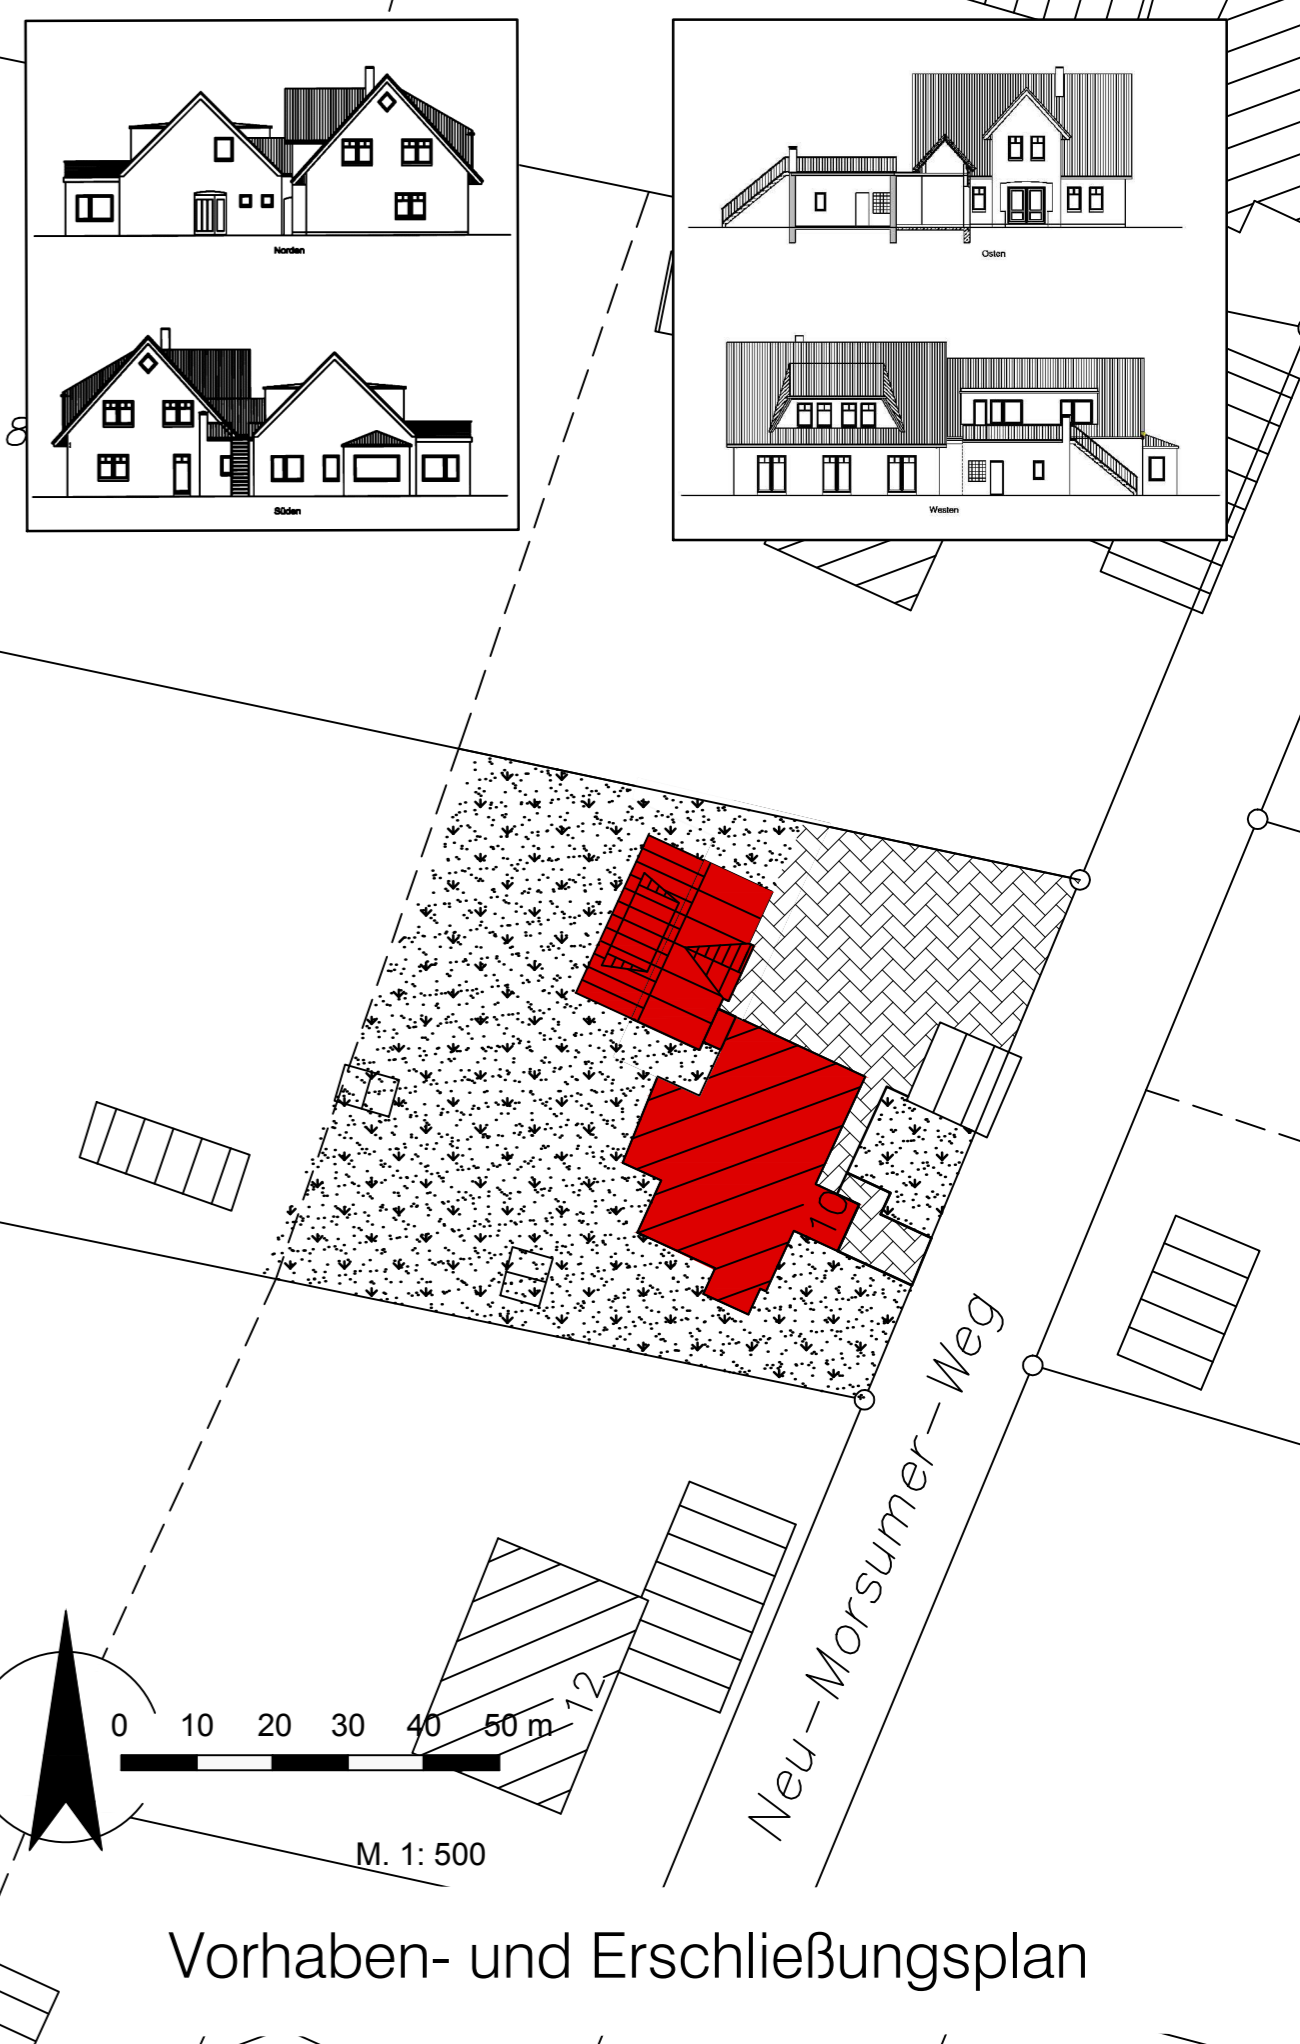 Norden
Osten
Süden
Westen
8
10
Neu-Morsumer-Weg
12
0 10 20 30 40 50 m
M. 1: 500
Vorhaben- und Erschließungsplan